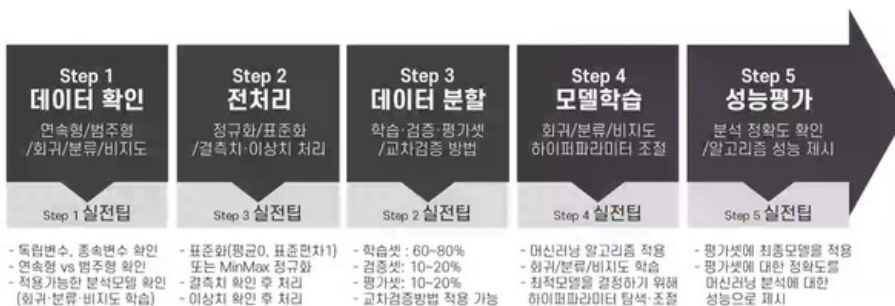 Step 1
데이터 확인
연속형/범주형
/회귀/분류/비지도
Step 1 실전팁
- 독립변수, 종속변수 확인
- 연속형 vs 범주형 확인
- 적용가능한 분석모델 확인
(회귀·분류·비지도 학습)
Step 2
전처리
정규화/표준화
/결측치·이상치 처리
Step 3 실전팁
- 표준화(평균0, 표준편차1)
또는 MinMax 정규화
- 결측치 확인 후 처리
- 이상치 확인 후 처리
Step 3
데이터 분할
학습·검증·평가셋
/교차검증 방법
Step 2 실전팁
- 학습셋 : 60~80%
- 검증셋: 10~20%
- 평가셋: 10~20%
- 교차검증방법 적용 가능
Step 4
모델학습
회귀/분류/비지도
하이퍼파라미터 조절
Step 4 실전팁
- 머신러닝 알고리즘 적용
- 회귀/분류/비지도 학습
- 최적모델을 결정하기 위해
하이퍼파라미터 탐색·조절
Step 5
성능평가
분석 정확도 확인
/알고리즘 성능 제시
Step 5 실전팁
- 평가셋에 최종모델을 적용
- 평가셋에 대한 정확도를
머신러닝 분석에 대한
성능으로 제시